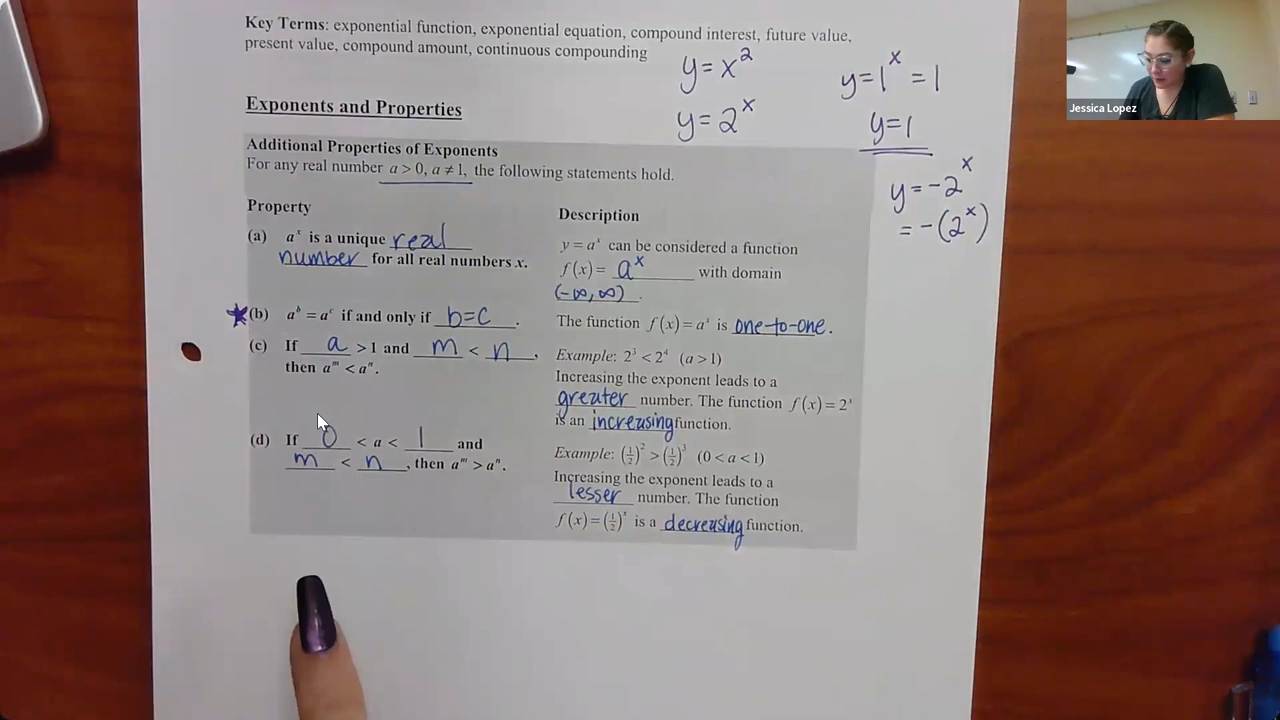 Key Terms: exponential function, exponential equation, compound interest, future value,
present value, compound amount, continuous compounding
y=x²
y=2ˣ
y=1ˣ=1
y=1
y=-2ˣ
=-(2ˣ)
Jessica Lopez
Exponents and Properties
Additional Properties of Exponents
For any real number a > 0, a ≠ 1, the following statements hold.
Property
(a) aˣ is a unique real
number for all real numbers x.
(b) aᵇ = aᶜ if and only if b=c.
(c) If a > 1 and m < n,
then aᵐ < aⁿ.
(d) If 0 < a < 1 and
m < n, then aᵐ > aⁿ.
Description
y = aˣ can be considered a function
f(x) = aˣ with domain
(-∞, ∞).
The function f(x) = aˣ is one-to-one.
Example: 2³ < 2⁴ (a > 1)
Increasing the exponent leads to a
greater number. The function f(x) = 2ˣ
is an increasing function.
Example: (1/2)² > (1/2)³ (0 < a < 1)
Increasing the exponent leads to a
lesser number. The function
f(x) = (1/2)ˣ is a decreasing function.